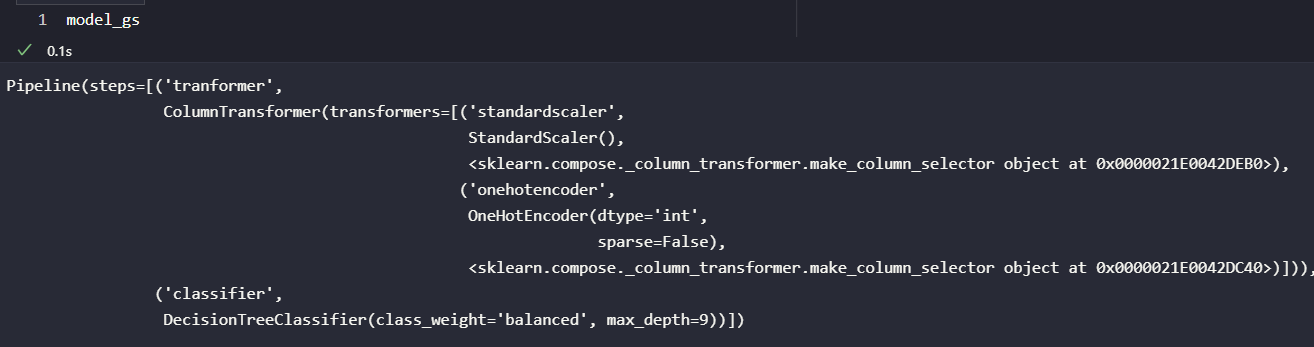 1 model_gs
0.1s
Pipeline(steps=[('tranformer',
ColumnTransformer(transformers=[('standardscaler',
StandardScaler(),
<sklearn.compose._column_transformer.make_column_selector object at 0x0000021E0042DEB0>),
('onehotencoder',
OneHotEncoder(dtype='int',
sparse=False),
<sklearn.compose._column_transformer.make_column_selector object at 0x0000021E0042DC40>)])),
('classifier',
DecisionTreeClassifier(class_weight='balanced', max_depth=9))])